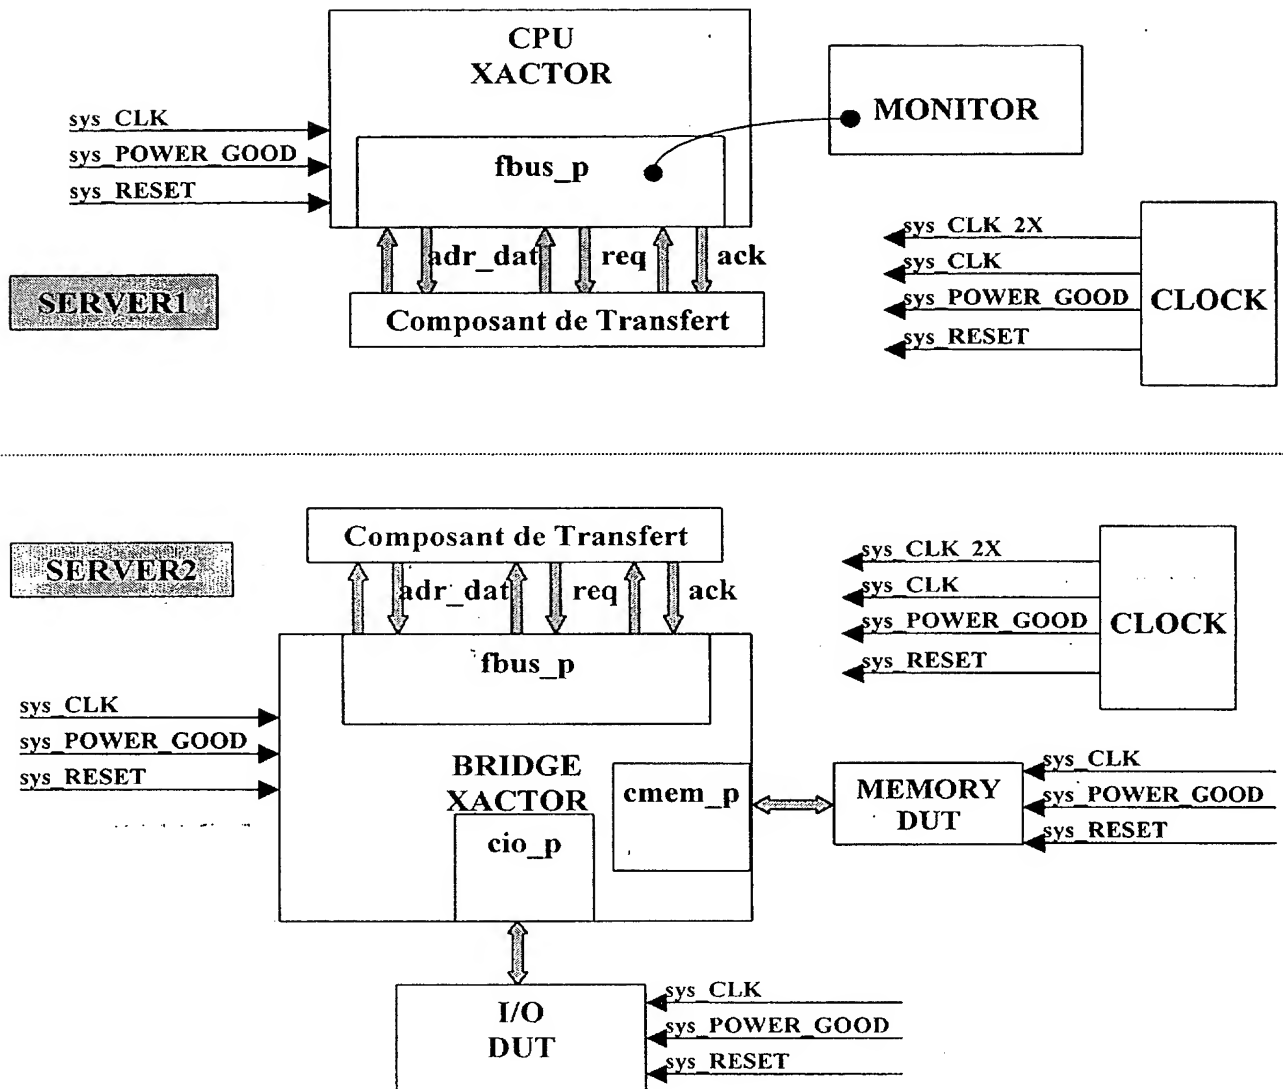 CPU
XACTOR
MONITOR
sys_CLK
sys_POWER_GOOD
sys_RESET
fbus_p
adr_dat req ack
SERVER1
Composant de Transfert
sys_CLK_2X
sys_CLK
sys_POWER_GOOD
sys_RESET
CLOCK
Composant de Transfert
SERVER2
adr_dat req ack
fbus_p
sys_CLK_2X
sys_CLK
sys_POWER_GOOD
sys_RESET
CLOCK
sys_CLK
sys_POWER_GOOD
sys_RESET
BRIDGE
XACTOR
cmem_p
cio_p
MEMORY
DUT
sys_CLK
sys_POWER_GOOD
sys_RESET
I/O
DUT
sys_CLK
sys_POWER_GOOD
sys_RESET